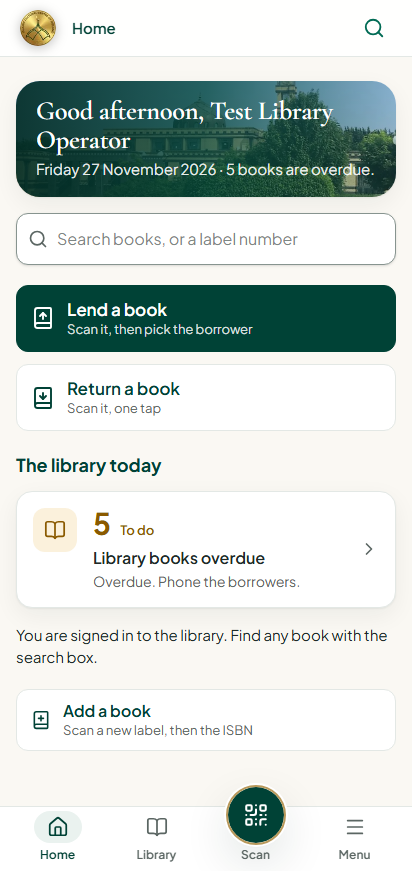 Home
Good afternoon, Test Library
Operator
Friday 27 November 2026 · 5 books are overdue.
Search books, or a label number
Lend a book
Scan it, then pick the borrower
Return a book
Scan it, one tap
The library today
5 To do
Library books overdue
Overdue. Phone the borrowers.
You are signed in to the library. Find any book with the
search box.
Add a book
Scan a new label, then the ISBN
Home
Library
Scan
Menu